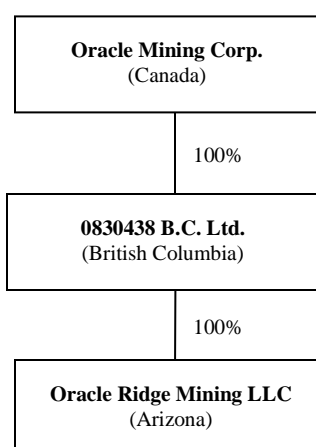 Oracle Mining Corp.
(Canada)
100%
0830438 B.C. Ltd.
(British Columbia)
100%
Oracle Ridge Mining LLC
(Arizona)